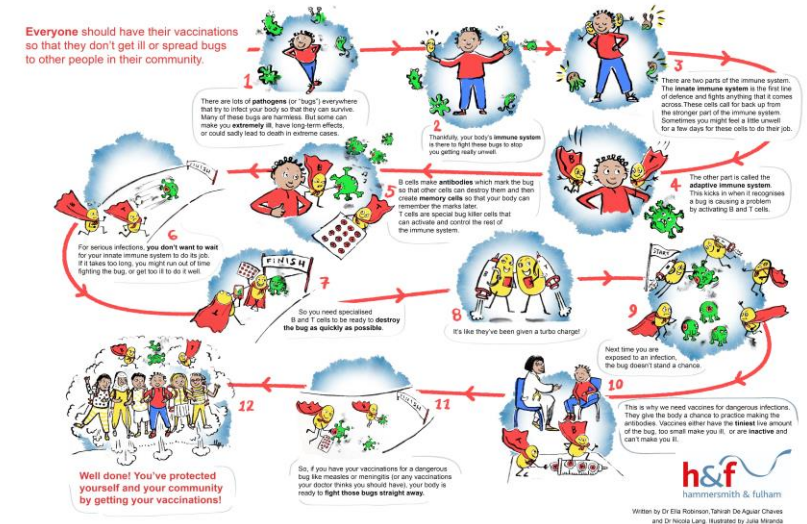 Everyone should have their vaccinations
so that they don't get ill or spread bugs
to other people in their community.
1
There are lots of pathogens (or "bugs") everywhere
that try to infect your body so that they can survive.
Many of these bugs are harmless. But some can
make you extremely ill, have long-term effects,
or could sadly lead to death in extreme cases.
2
Thankfully, your body's immune system
is there to fight these bugs to stop
you getting really unwell.
3
There are two parts of the immune system.
The innate immune system is the first line
of defence and fights anything that it comes
across.These cells call for back up from
the stronger part of the immune system.
Sometimes you might feel a little unwell
for a few days for these cells to do their job.
B
T
4
The other part is called the
adaptive immune system.
This kicks in when it recognises
a bug is causing a problem
by activating B and T cells.
5
B cells make antibodies which mark the bug
so that other cells can destroy them and then
create memory cells so that your body can
remember the marks later.
T cells are special bug killer cells that
can activate and control the rest of
the immune system.
FINISH
6
For serious infections, you don't want to wait
for your innate immune system to do its job.
If it takes too long, you might run out of time
fighting the bug, or get too ill to do it well.
FINISH
7
So you need specialised
B and T cells to be ready to destroy
the bug as quickly as possible.
8
It's like they've been given a turbo charge!
START
9
Next time you are
exposed to an infection,
the bug doesn't stand a chance.
10
This is why we need vaccines for dangerous infections.
They give the body a chance to practice making the
antibodies. Vaccines either have the tiniest live amount
of the bug, too small make you ill, or are inactive and
can't make you ill.
T
B
FINISH
11
So, if you have your vaccinations for a dangerous
bug like measles or meningitis (or any vaccinations
your doctor thinks you should have), your body is
ready to fight those bugs straight away.
12
Well done! You've protected
yourself and your community
by getting your vaccinations!
h&f
hammersmith & fulham
Written by Dr Ella Robinson,Tahirah De Aguiar Chaves
and Dr Nicola Lang, Illustrated by Julia Miranda